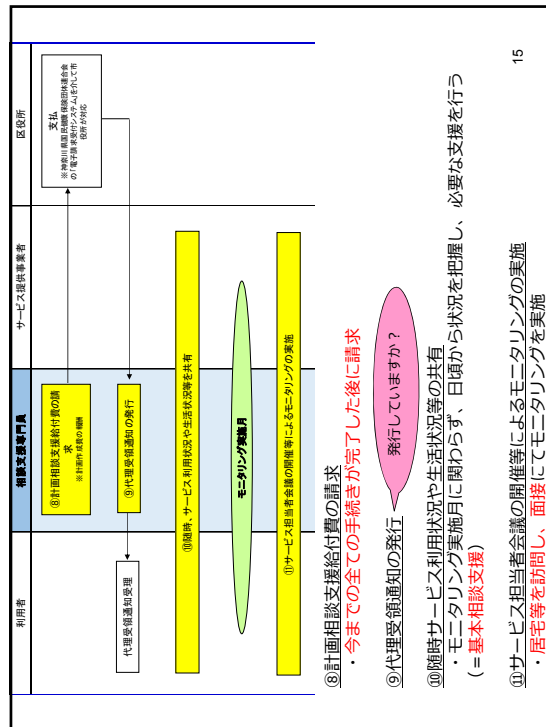 利用者
相談支援専門員
サービス提供事業者
区役所
⑧計画相談支援給付費の請
求
※計画作成費の報酬
支払
※神奈川県国民健康保険団体連合会
の「電子請求受付システム」を介して市
役所が対応
代理受領通知受理
⑨代理受領通知の発行
⑩随時、サービス利用状況や生活状況等を共有
モニタリング実施月
⑪サービス担当者会議の開催等によるモニタリングの実施
⑧計画相談支援給付費の請求
・今までの全ての手続きが完了した後に請求
⑨代理受領通知の発行
発行していますか？
⑩随時サービス利用状況や生活状況等の共有
・モニタリング実施月に関わらず、日頃から状況を把握し、必要な支援を行う
（＝基本相談支援）
⑪サービス担当者会議の開催等によるモニタリングの実施
・居宅等を訪問し、面接にてモニタリングを実施
15